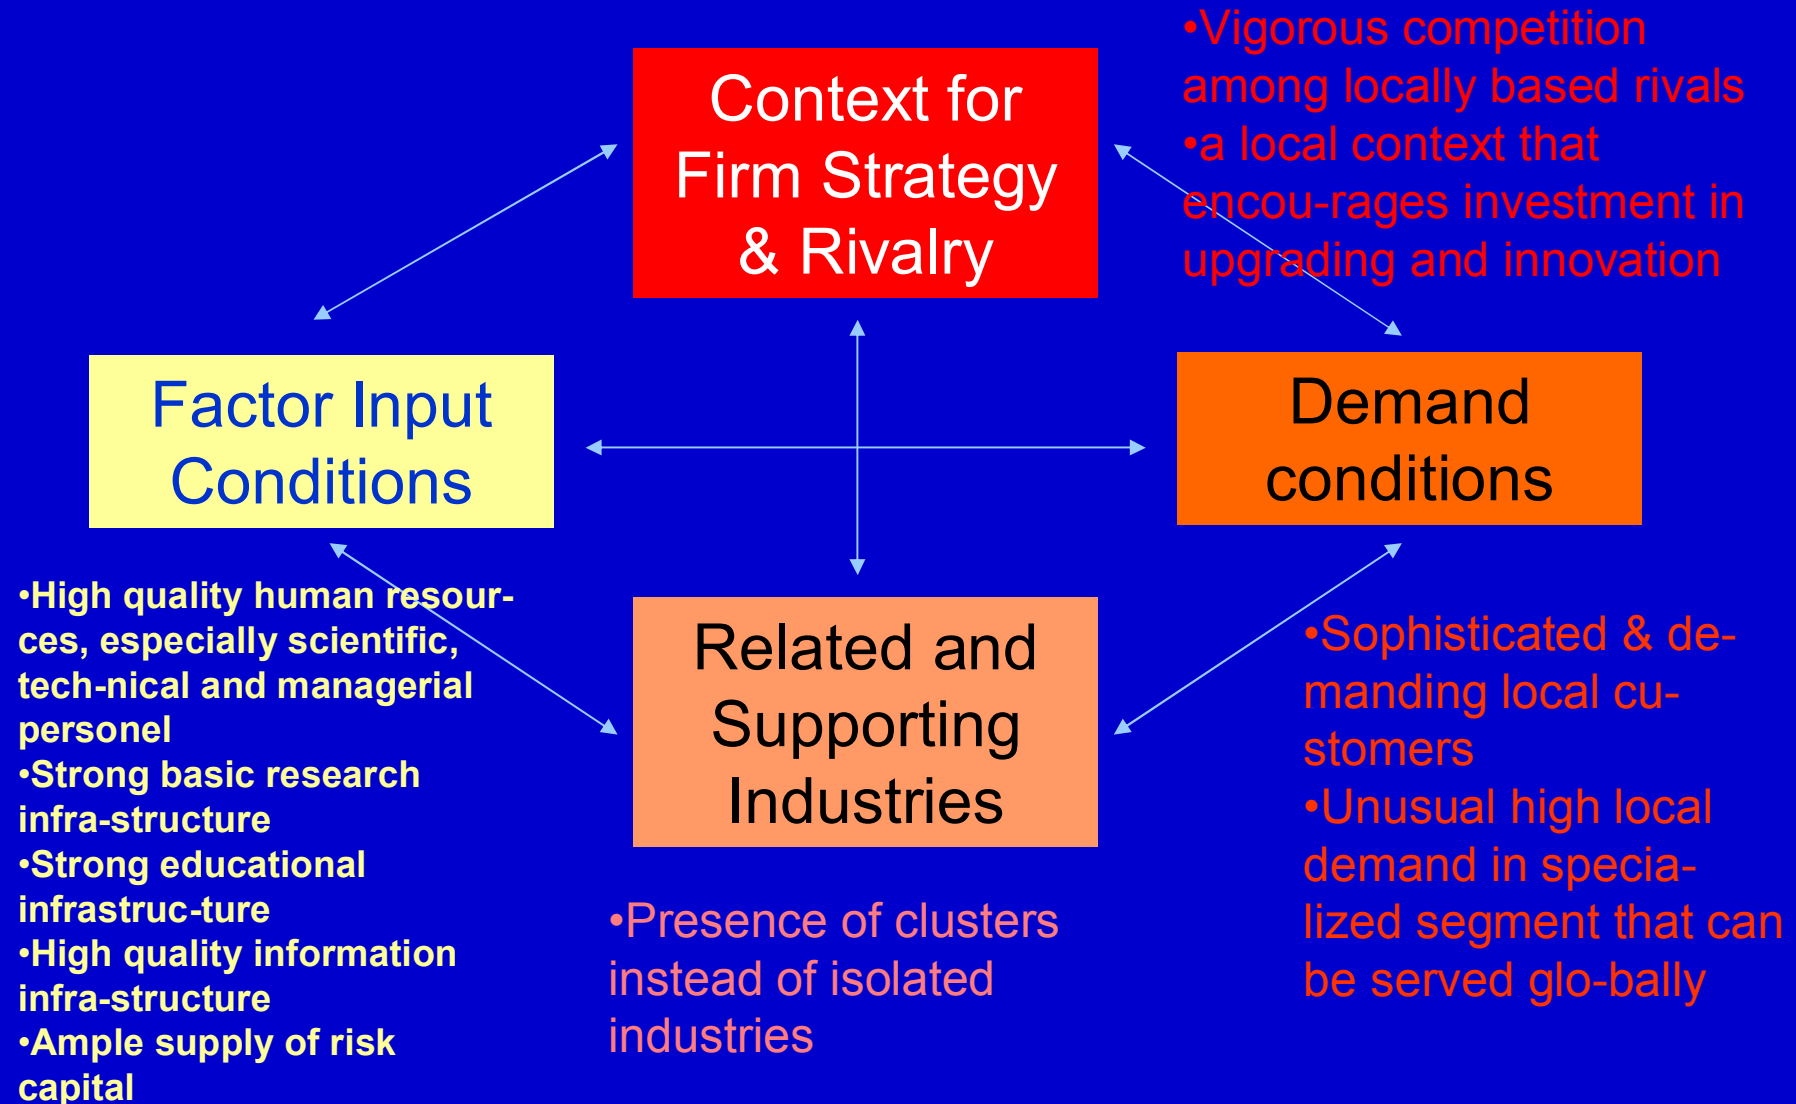 •Vigorous competition
among locally based rivals
•a local context that
encou-rages investment in
upgrading and innovation
Context for
Firm Strategy
& Rivalry
Factor Input
Conditions
Demand
conditions
•High quality human resour-
ces, especially scientific,
tech-nical and managerial
personel
•Strong basic research
infra-structure
•Strong educational
infrastruc-ture
•High quality information
infra-structure
•Ample supply of risk
capital
Related and
Supporting
Industries
•Presence of clusters
instead of isolated
industries
•Sophisticated & de-
manding local cu-
stomers
•Unusual high local
demand in specia-
lized segment that can
be served glo-bally